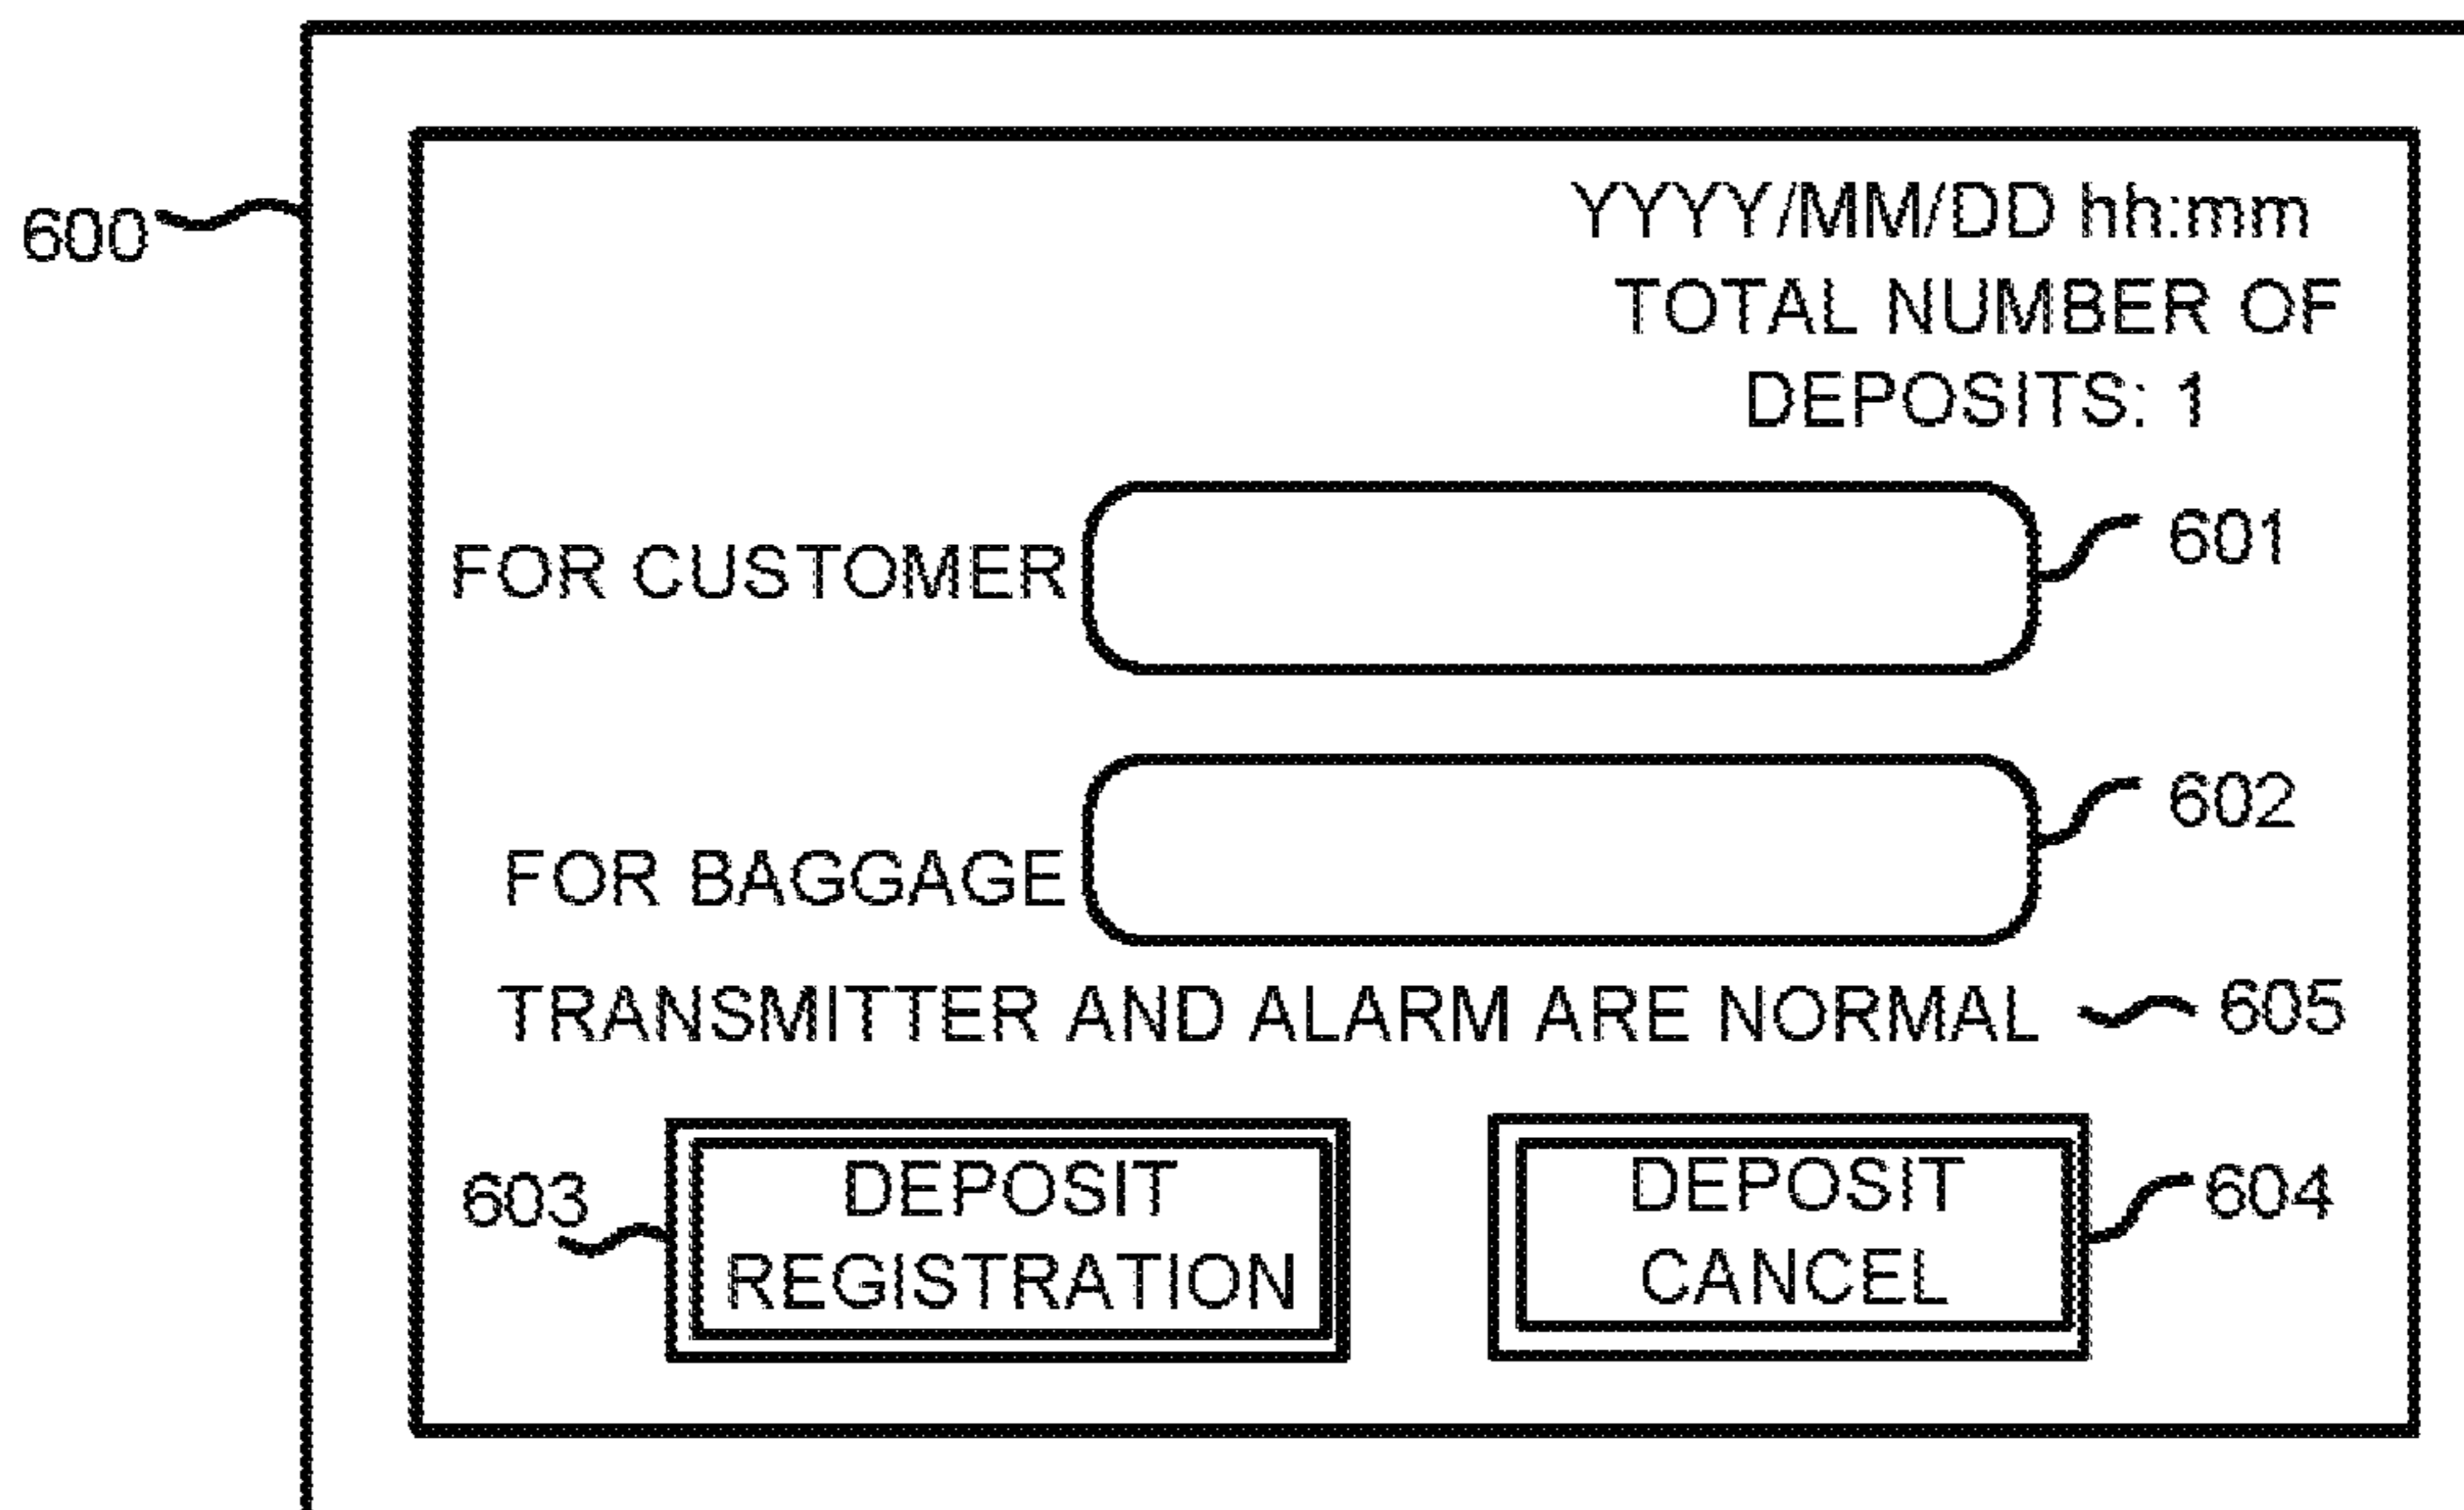 YYYY/MM/DD hh:mm
600
TOTAL NUMBER OF
DEPOSITS: 1
601
FOR CUSTOMER
602
FOR BAGGAGE
TRANSMITTER AND ALARM ARE NORMAL 605
603
DEPOSIT
REGISTRATION
DEPOSIT
CANCEL
604